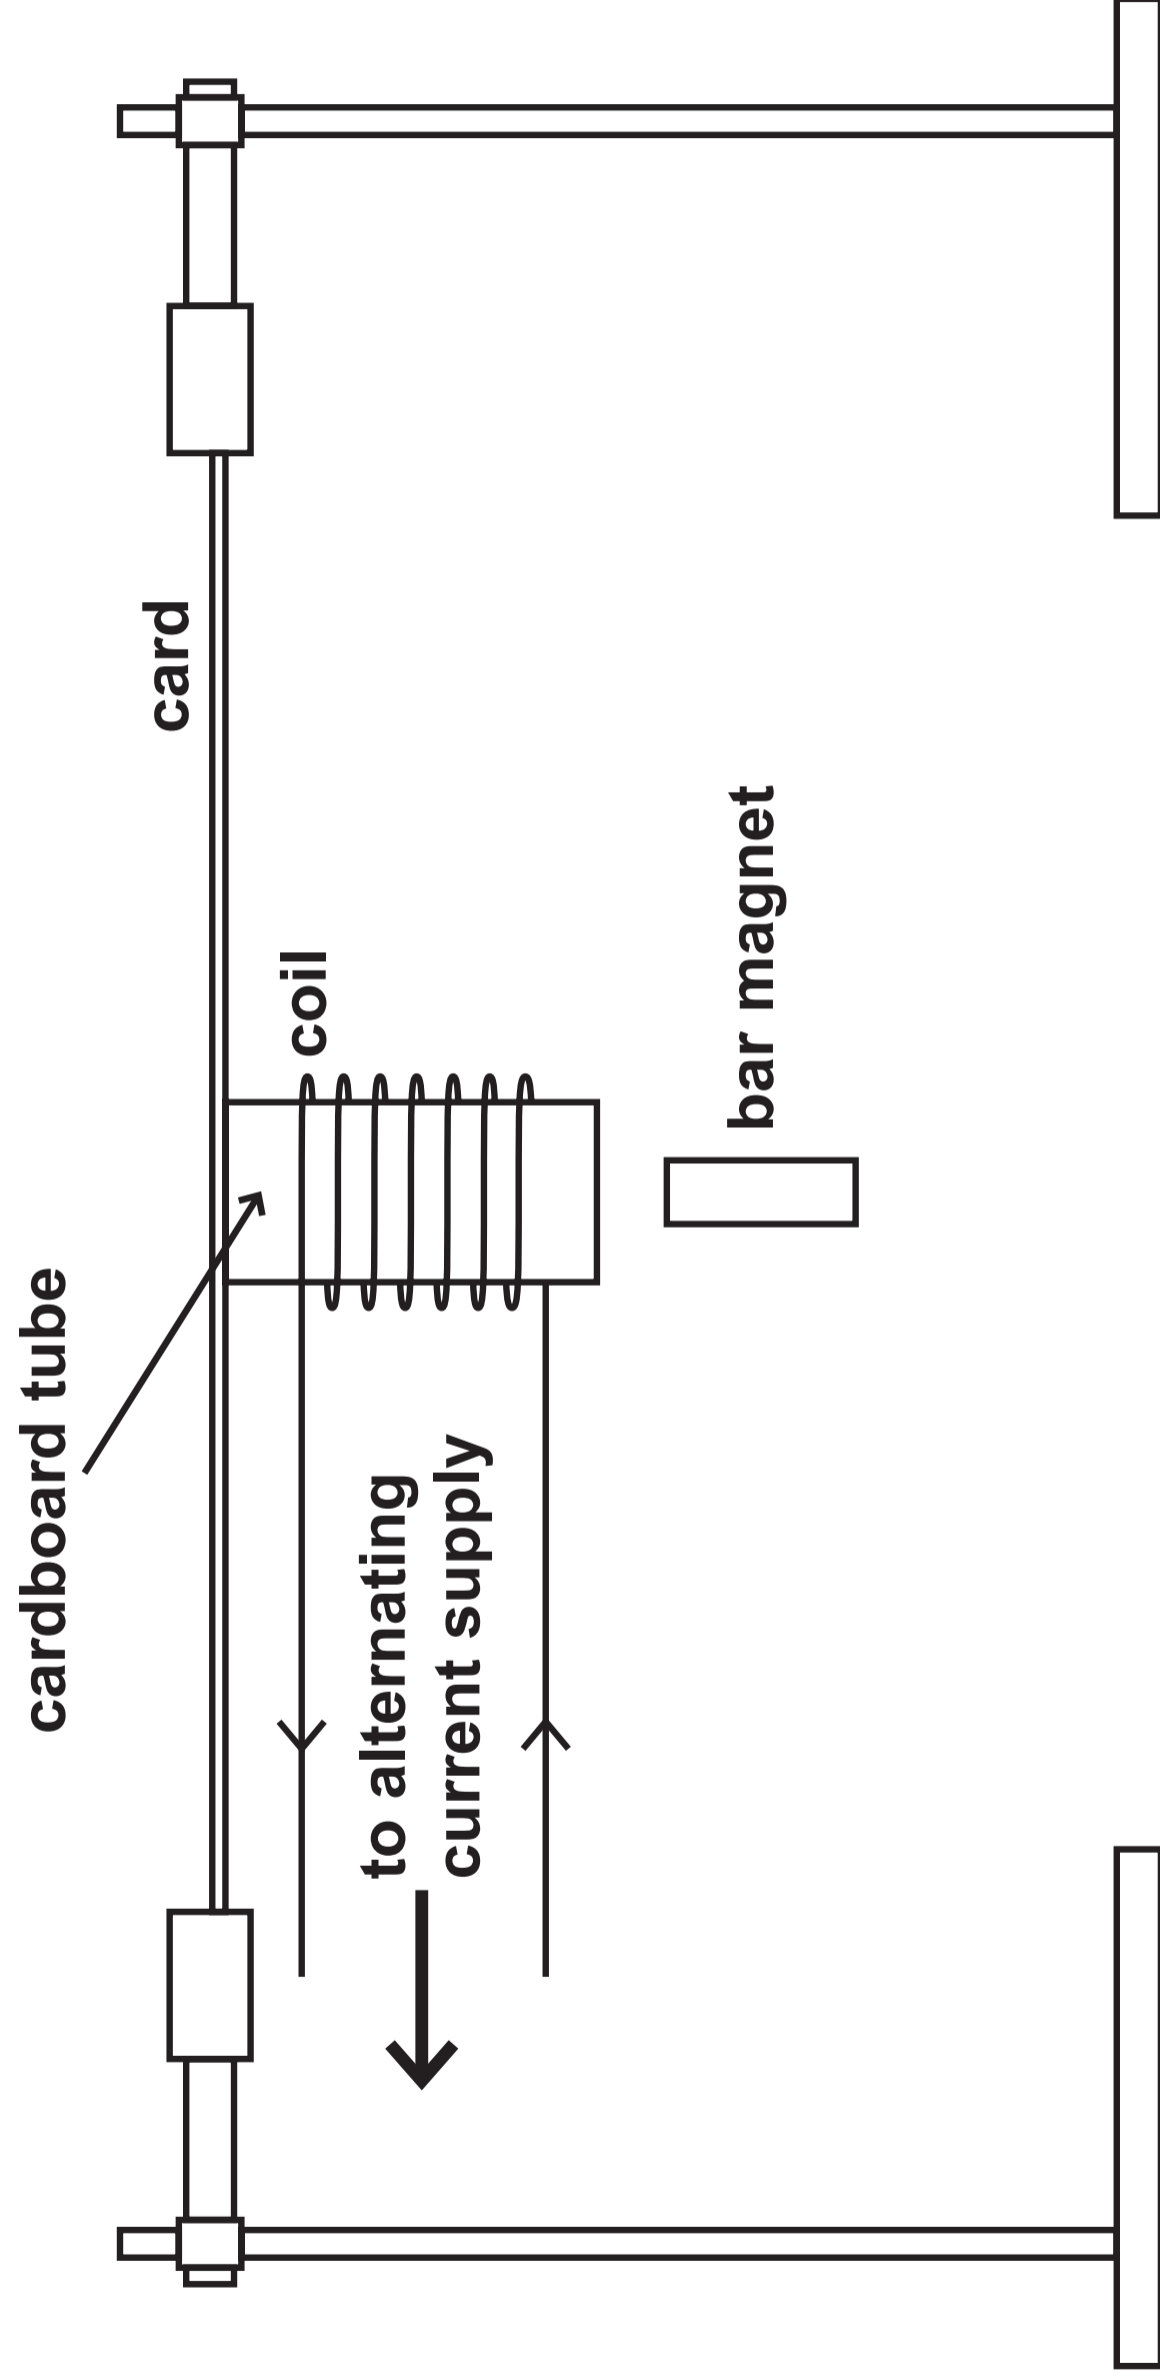 cardboard tube
card
coil
to alternating
current supply
bar magnet